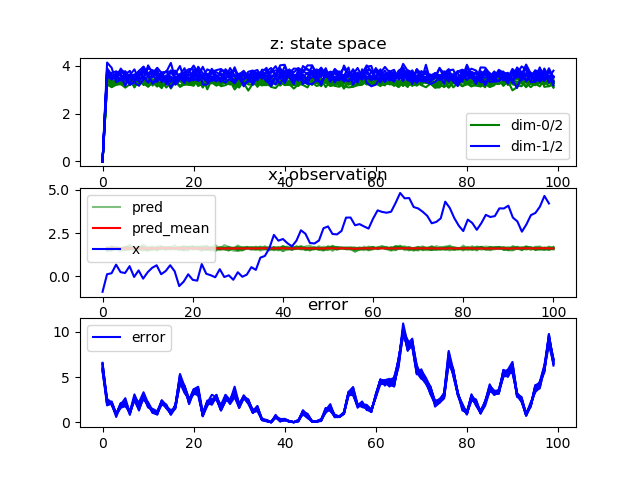 z: state space
4
2
0
dim-0/2
dim-1/2
0 20 40 60 80 100
x: observation
5.0
2.5
0.0
pred
pred_mean
x
0 20 40 60 80 100
error
10
5
0
error
0 20 40 60 80 100